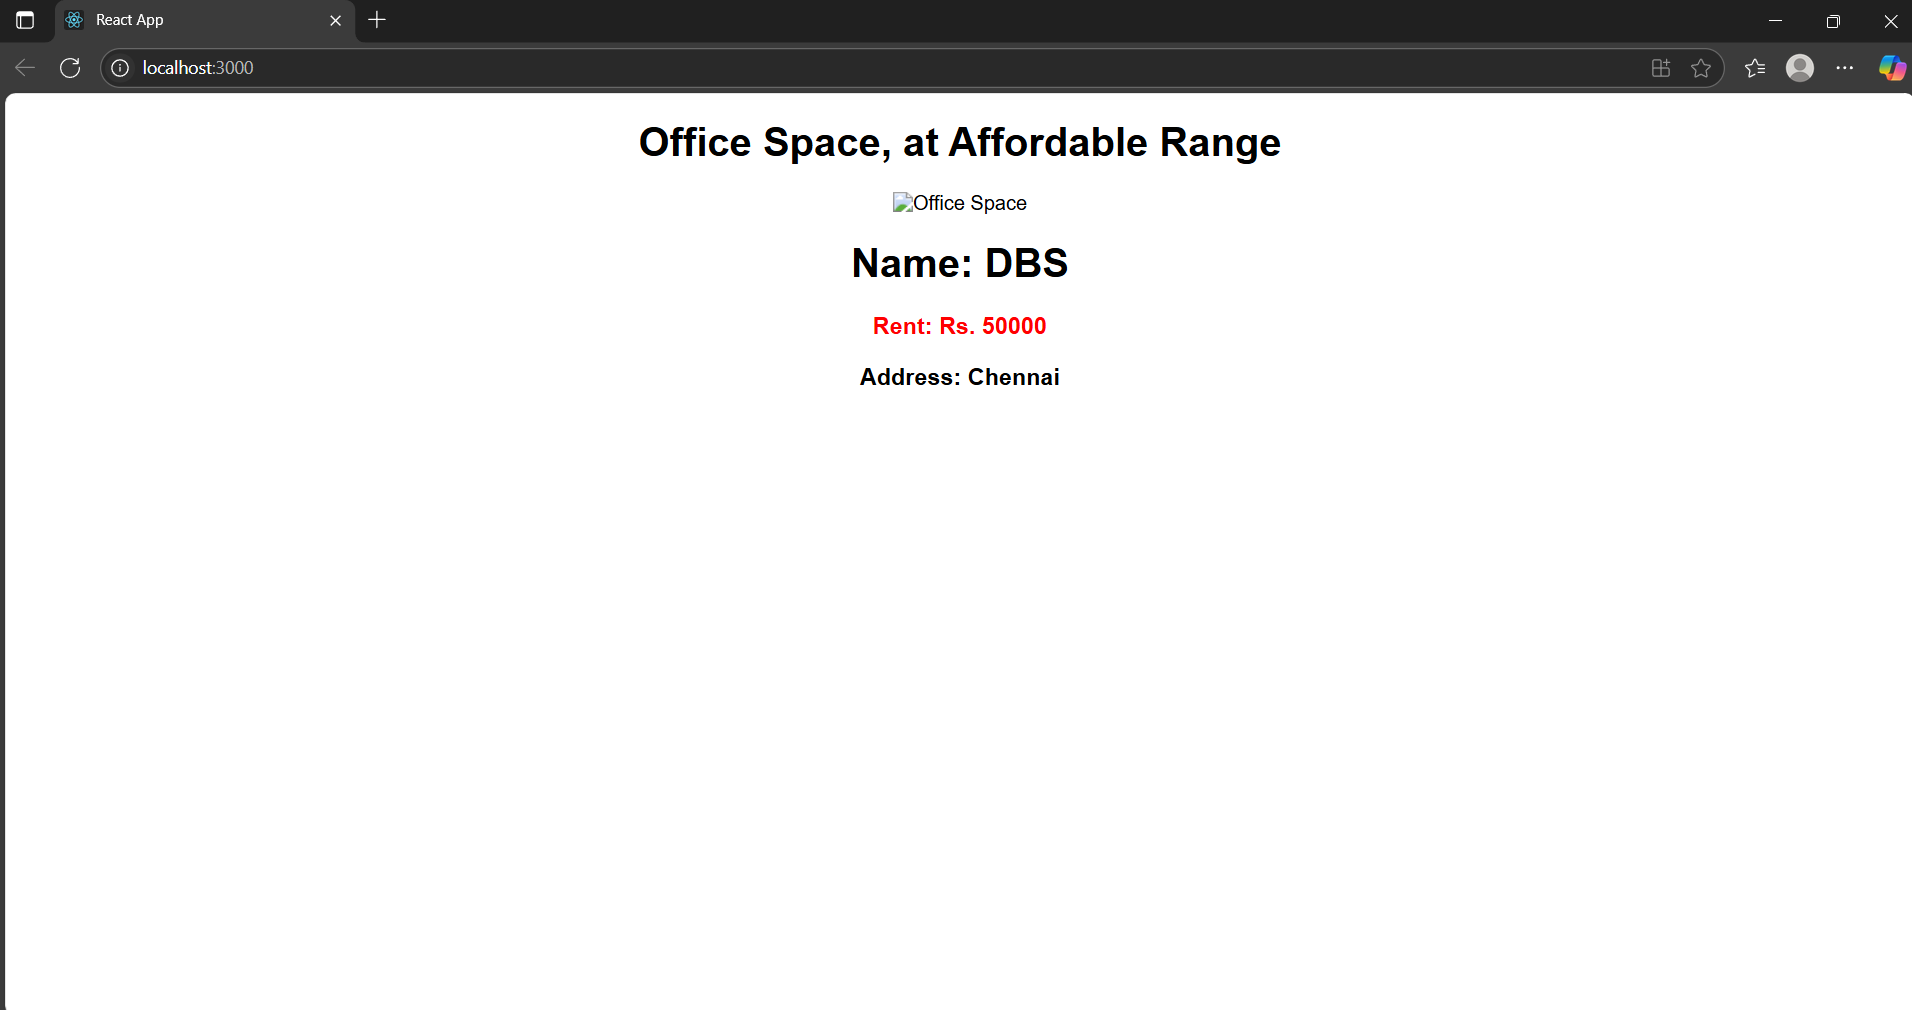 React App
localhost:3000
Office Space, at Affordable Range
Office Space
Name: DBS
Rent: Rs. 50000
Address: Chennai